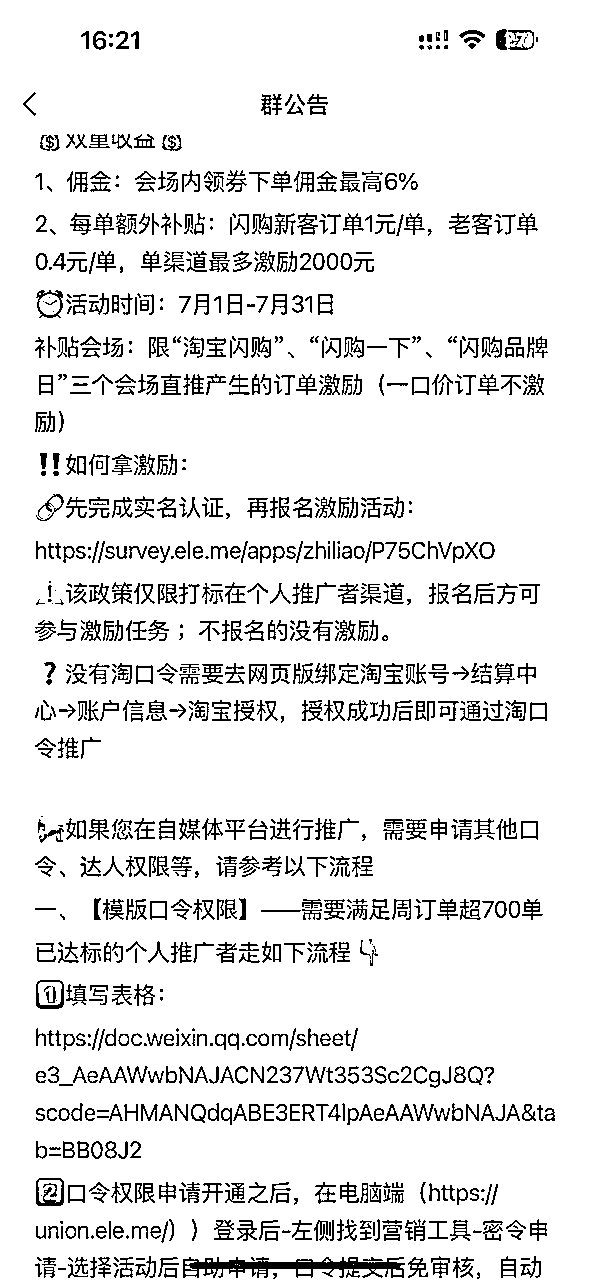 16:21
27
群公告
双重收益
1、佣金：会场内领券下单佣金最高6%
2、每单额外补贴：闪购新客订单1元/单，老客订单
0.4元/单，单渠道最多激励2000元
⏰活动时间：7月1日-7月31日
补贴会场：限“淘宝闪购”、“闪购一下”、“闪购品牌
日”三个会场直推产生的订单激励（一口价订单不激
励）
‼️如何拿激励：
🔗先完成实名认证，再报名激励活动：
https://survey.ele.me/apps/zhiliao/P75ChVpXO
⚠️该政策仅限打标在个人推广者渠道，报名后方可
参与激励任务；不报名的没有激励。
❓没有淘口令需要去网页版绑定淘宝账号→结算中
心→账户信息→淘宝授权，授权成功后即可通过淘口
令推广
如果您在自媒体平台进行推广，需要申请其他口
令、达人权限等，请参考以下流程
一、【模版口令权限】——需要满足周订单超700单
已达标的个人推广者走如下流程👇
1️⃣填写表格：
https://doc.weixin.qq.com/sheet/
e3_AeAAWwbNAJACN237Wt353Sc2CgJ8Q?
scode=AHMANQdqABE3ERT4lpAeAAWwbNAJA&ta
b=BB08J2
2️⃣口令权限申请开通之后，在电脑端（https://
union.ele.me/））登录后-左侧找到营销工具-密令申
请-选择活动后自助申请，口令提交后免审核，自动